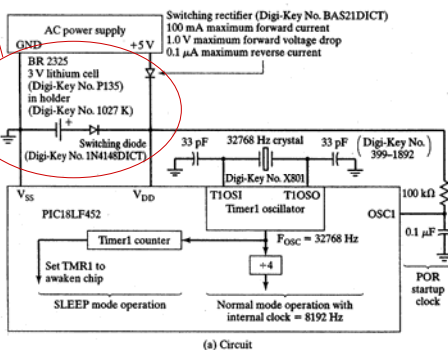 AC power supply
GND
+5 V
Switching rectifier (Digi-Key No. BAS21DICT)
100 mA maximum forward current
1.0 V maximum forward voltage drop
0.1 μA maximum reverse current
BR 2325
3 V lithium cell
(Digi-Key No. P135)
in holder
(Digi-Key No. 1027 K)
+
Switching diode
(Digi-Key No. 1N4148DICT)
33 pF
32768 Hz crystal
33 pF
(Digi-Key No.
399-1892)
Digi-Key No. X801
VSS
VDD
T1OSI
T1OSO
PIC18LF452
Timer1 oscillator
OSC1
100 kΩ
0.1 μF
Timer1 counter
FOSC = 32768 Hz
÷4
Set TMR1 to
awaken chip
SLEEP mode operation
Normal mode operation with
internal clock = 8192 Hz
POR
startup
clock
(a) Circuit